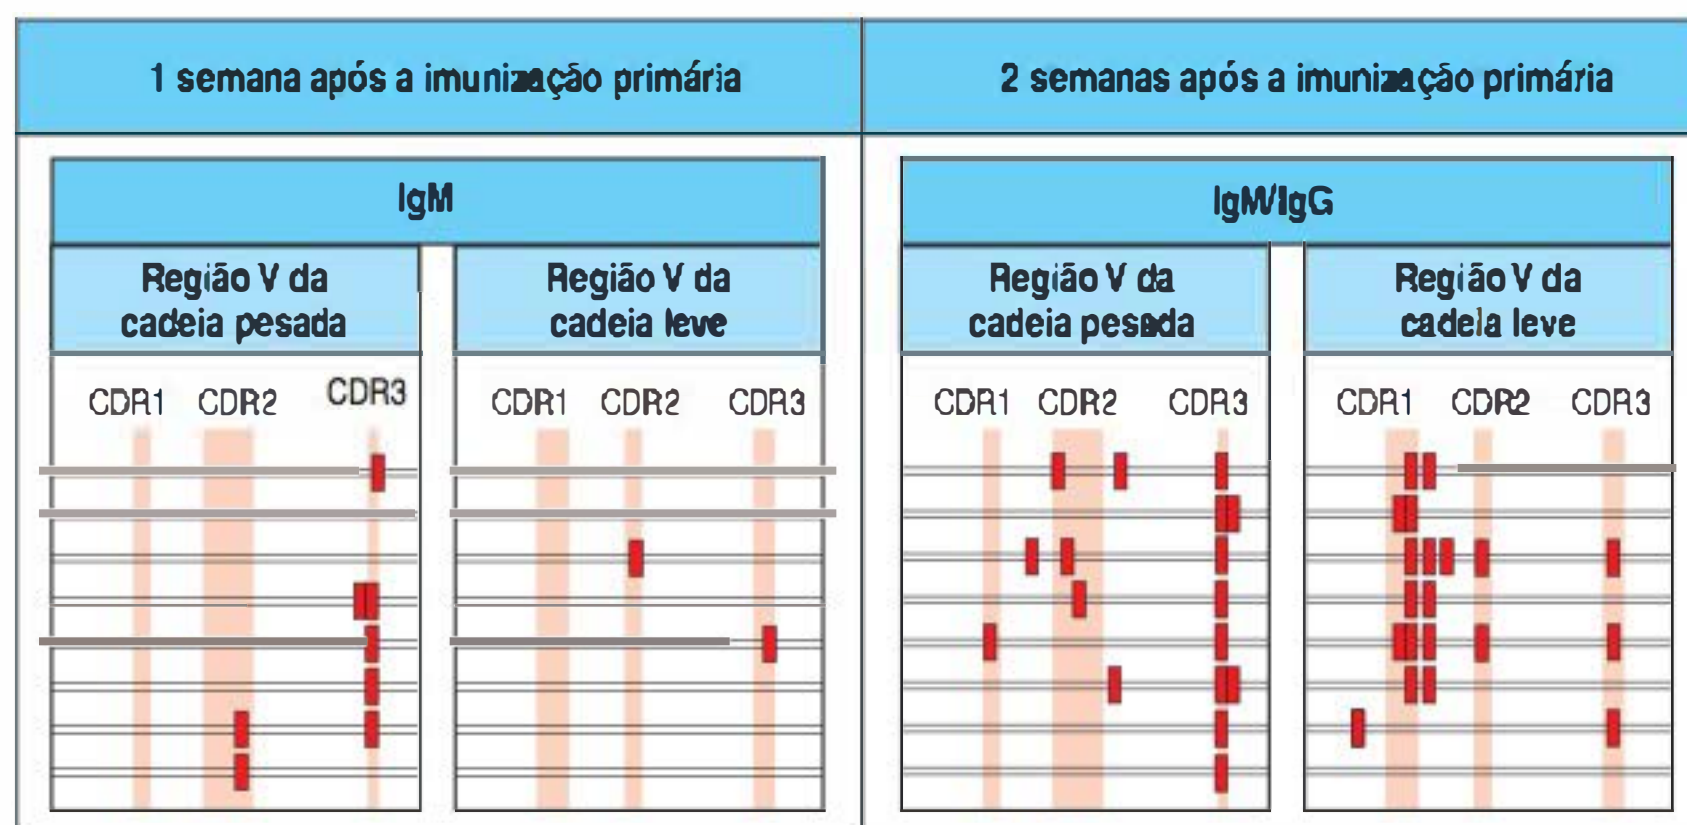 1 semana após a imunização primária
2 semanas após a imunização primária
IgM
IgM/IgG
Região V da
cadeia pesada
Região V da
cadeia leve
Região V da
cadeia pesada
Região V da
cadela leve
CDR1 CDR2 CDR3
CDR1 CDR2 CDR3
CDR1 CDR2 CDR3
CDR1 CDR2 CDR3